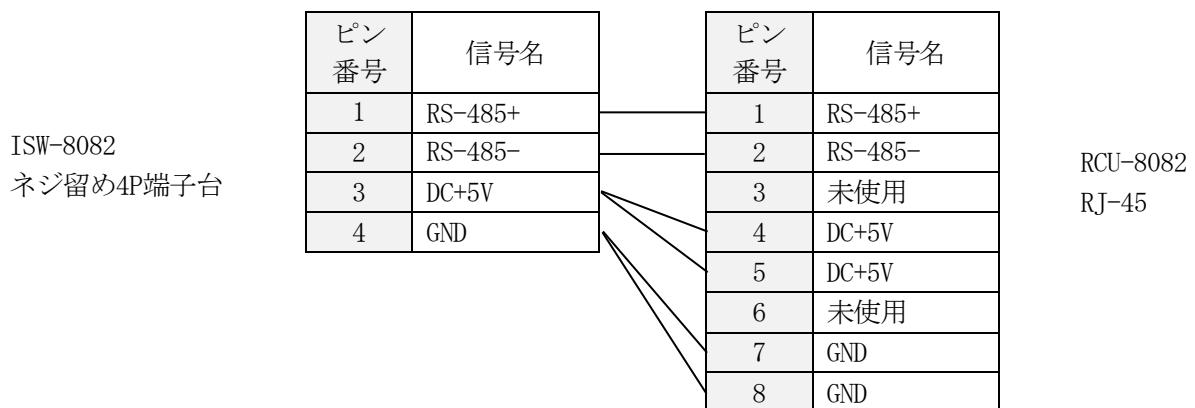 ISW-8082
ネジ留め4P端子台
ピン
番号 信号名
1 RS-485+
2 RS-485-
3 DC+5V
4 GND
ピン
番号 信号名
1 RS-485+
2 RS-485-
3 未使用
4 DC+5V
5 DC+5V
6 未使用
7 GND
8 GND
RCU-8082
RJ-45